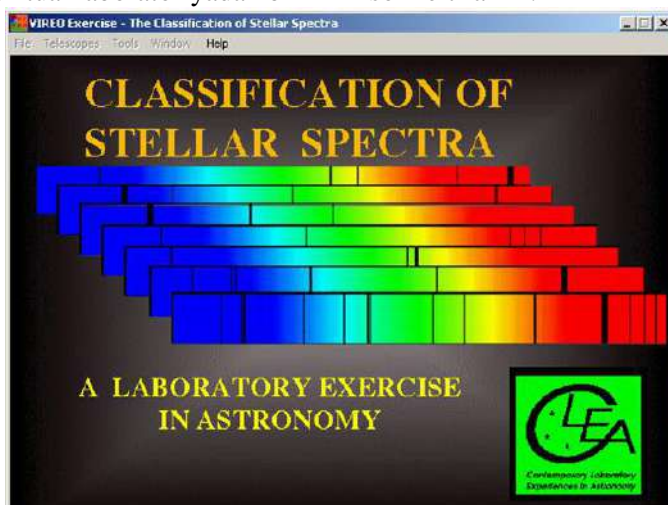 VIREO Exercise - The Classification of Stellar Spectra
File Telescopes Tools Window Help
CLASSIFICATION OF
STELLAR SPECTRA
A LABORATORY EXERCISE
IN ASTRONOMY
CLEA
Contemporary Laboratory
Experiences in Astronomy